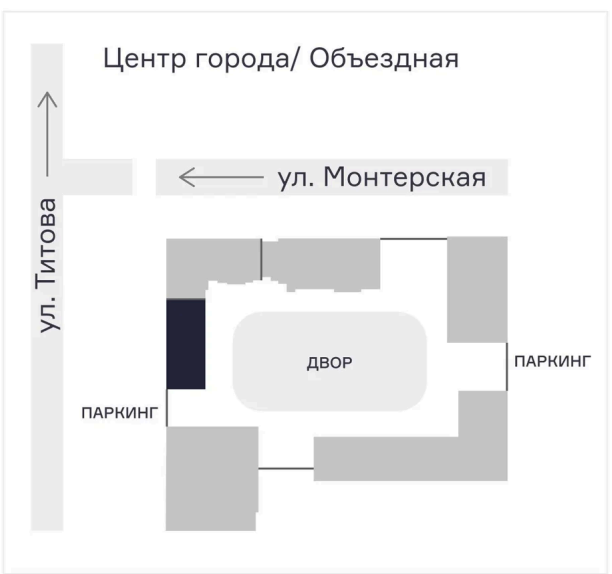 Центр города/ Объездная
ул. Монтерская
ул. Титова
ДВОР
ПАРКИНГ
ПАРКИНГ